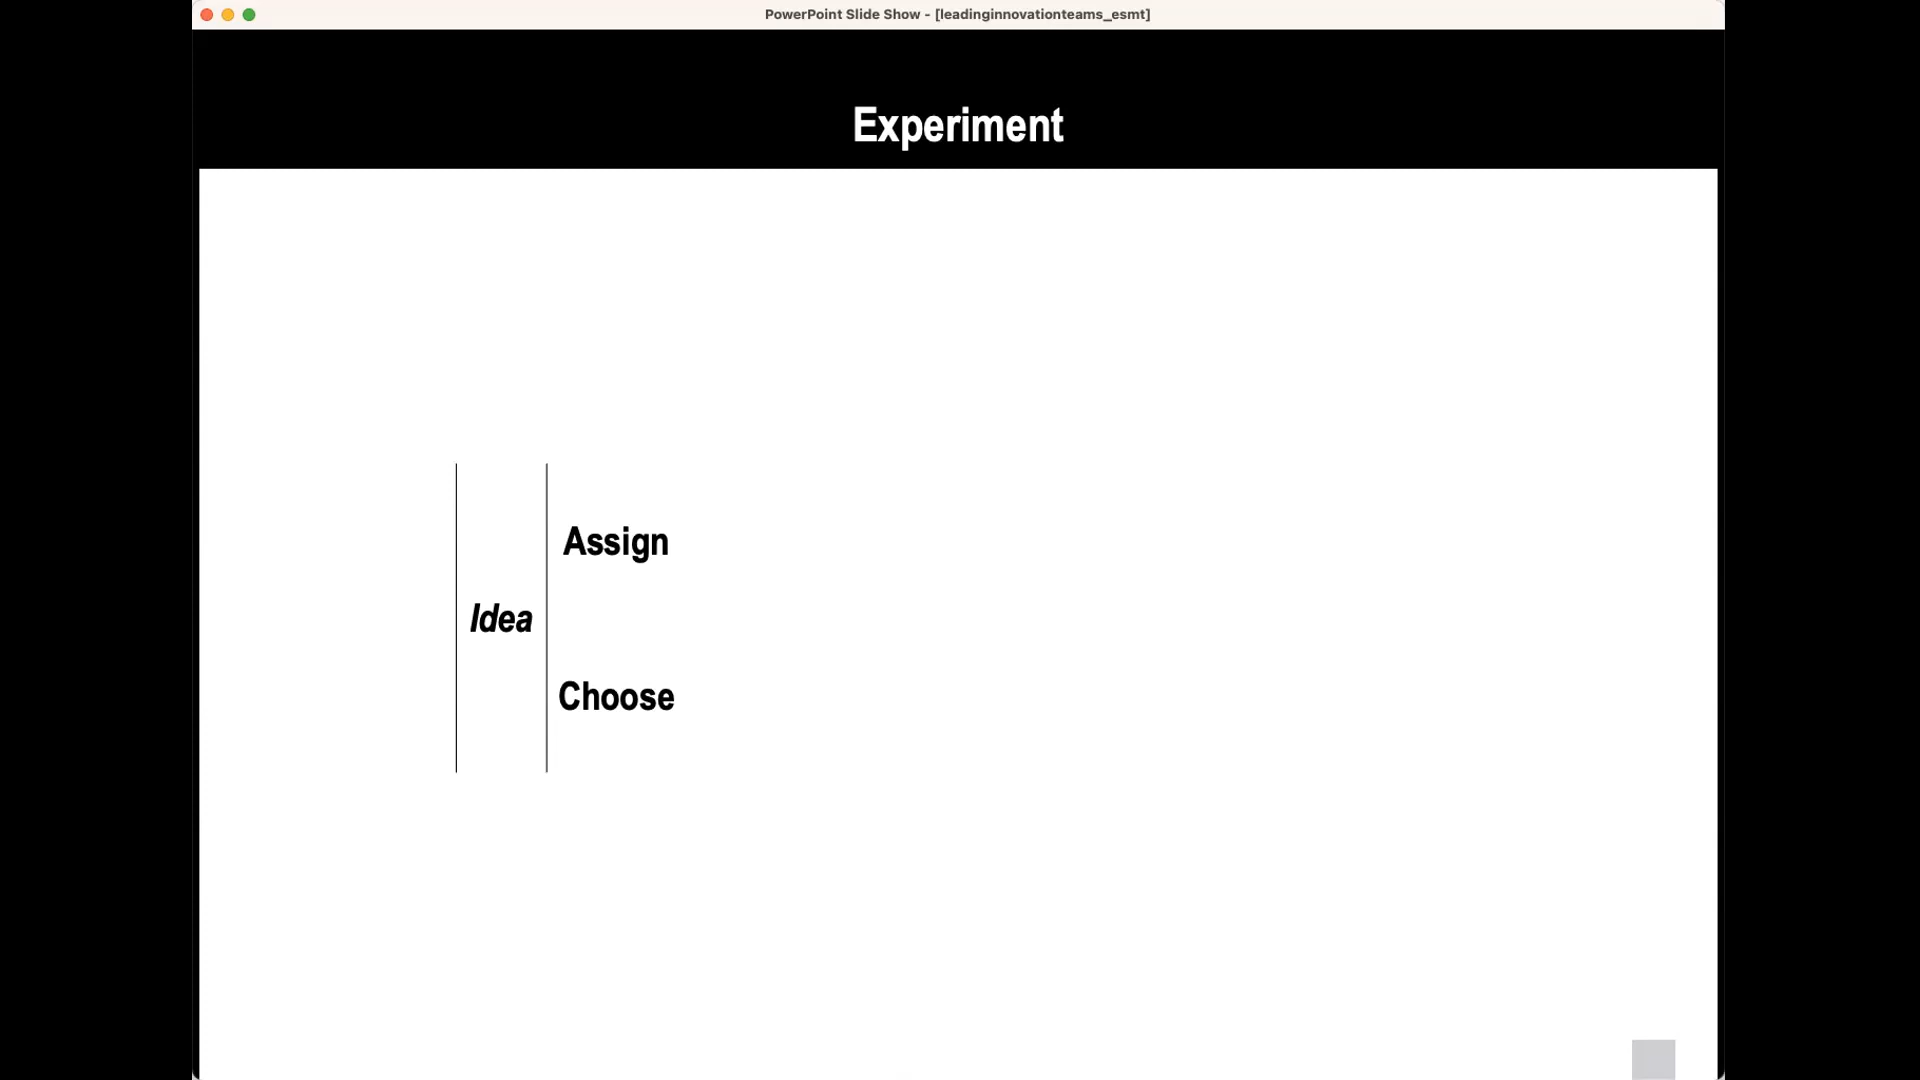 PowerPoint Slide Show - [leadinginnovationteams_esmt]
Experiment
Assign
Idea
Choose